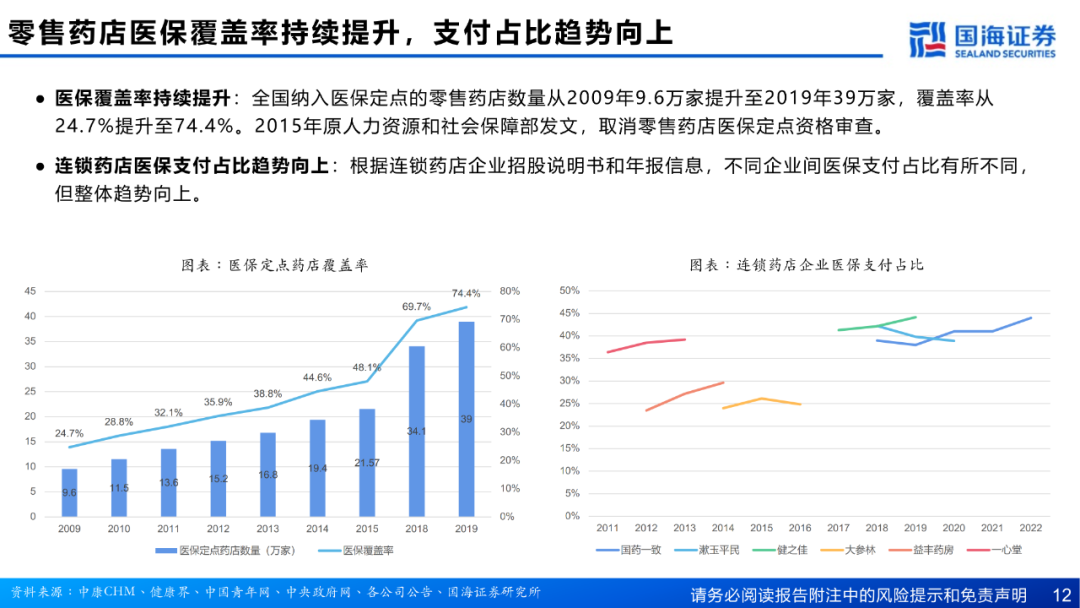 零售药店医保覆盖率持续提升，支付占比趋势向上
国海证券
SEALAND SECURITIES
● 医保覆盖率持续提升：全国纳入医保定点的零售药店数量从2009年9.6万家提升至2019年39万家，覆盖率从
24.7%提升至74.4%。2015年原人力资源和社会保障部发文，取消零售药店医保定点资格审查。
● 连锁药店医保支付占比趋势向上：根据连锁药店企业招股说明书和年报信息，不同企业间医保支付占比有所不同，
但整体趋势向上。
图表：医保定点药店覆盖率
45 40 35 30 25 20 15 10 5 0
80% 70% 60% 50% 40% 30% 20% 10% 0%
24.7% 28.8% 32.1% 35.9% 38.8% 44.6% 48.1% 69.7% 74.4%
9.6 11.5 13.6 15.2 16.8 19.4 21.57 34.1 39
2009 2010 2011 2012 2013 2014 2015 2018 2019
医保定点药店数量（万家） 医保覆盖率
图表：连锁药店企业医保支付占比
50%
45%
40%
35%
30%
25%
20%
15%
10%
5%
0%
2011 2012 2013 2014 2015 2016 2017 2018 2019 2020 2021 2022
国药一致 漱玉平民 健之佳 大参林 益丰药房 一心堂
资料来源：中康CHM、健康界、中国青年网、中央政府网、各公司公告、国海证券研究所
请务必阅读报告附注中的风险提示和免责声明 12